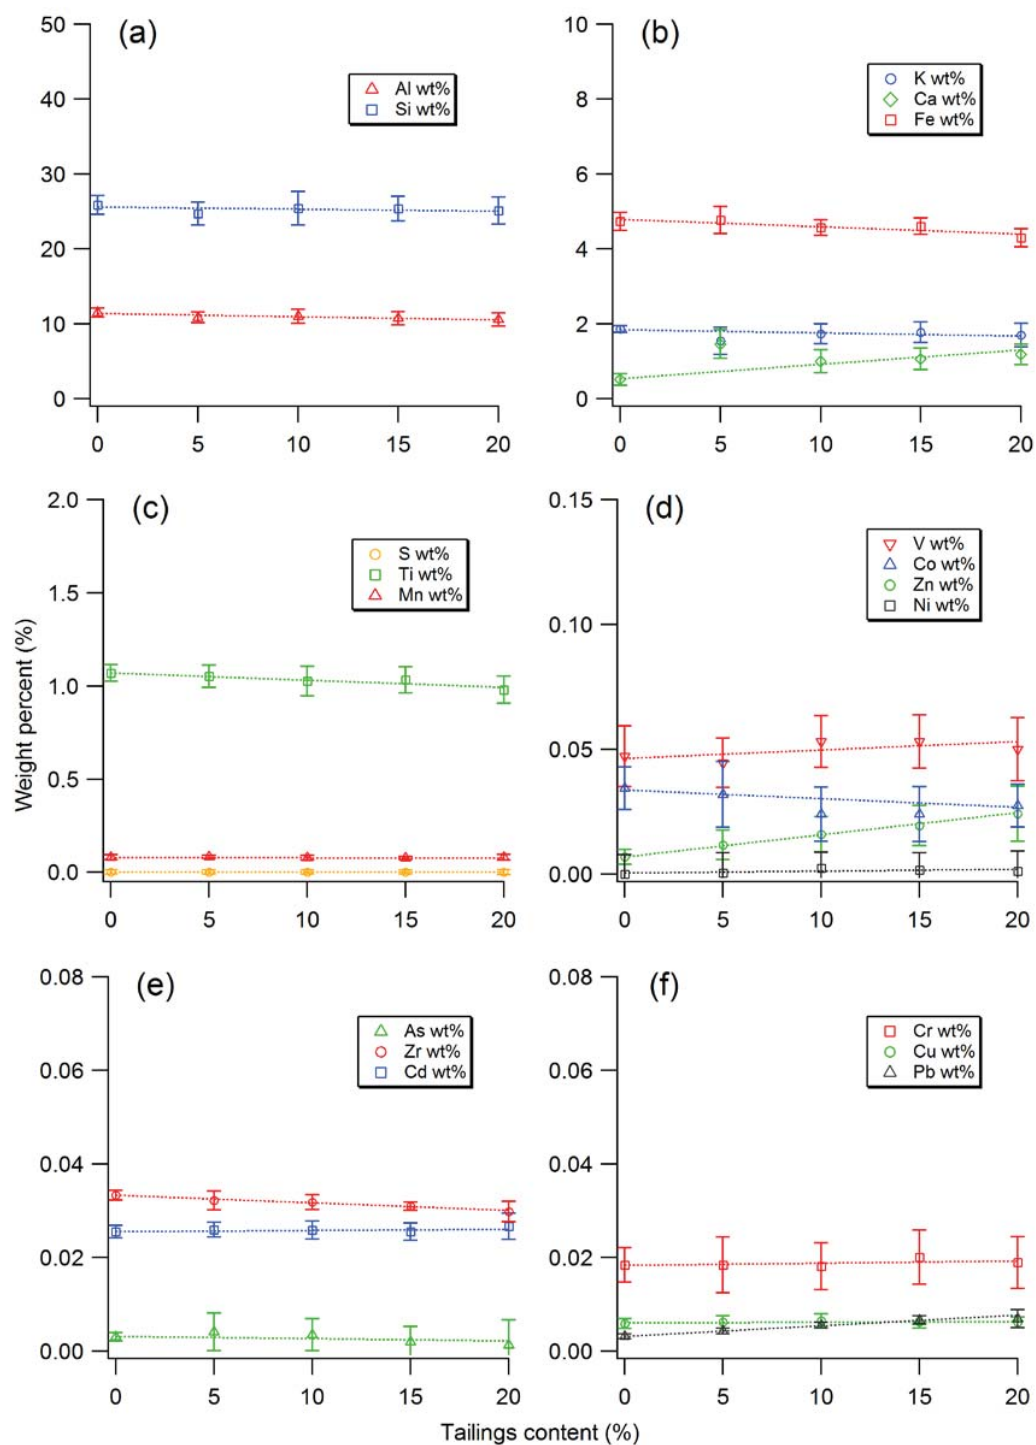 (a)
50
40
30
20
10
0
Al wt%
Si wt%
0 5 10 15 20
(b)
10
8
6
4
2
0
K wt%
Ca wt%
Fe wt%
0 5 10 15 20
Weight percent (%)
(c)
2.0
1.5
1.0
0.5
0.0
S wt%
Ti wt%
Mn wt%
0 5 10 15 20
(d)
0.15
0.10
0.05
0.00
V wt%
Co wt%
Zn wt%
Ni wt%
0 5 10 15 20
(e)
0.08
0.06
0.04
0.02
0.00
As wt%
Zr wt%
Cd wt%
0 5 10 15 20
(f)
0.08
0.06
0.04
0.02
0.00
Cr wt%
Cu wt%
Pb wt%
0 5 10 15 20
Tailings content (%)